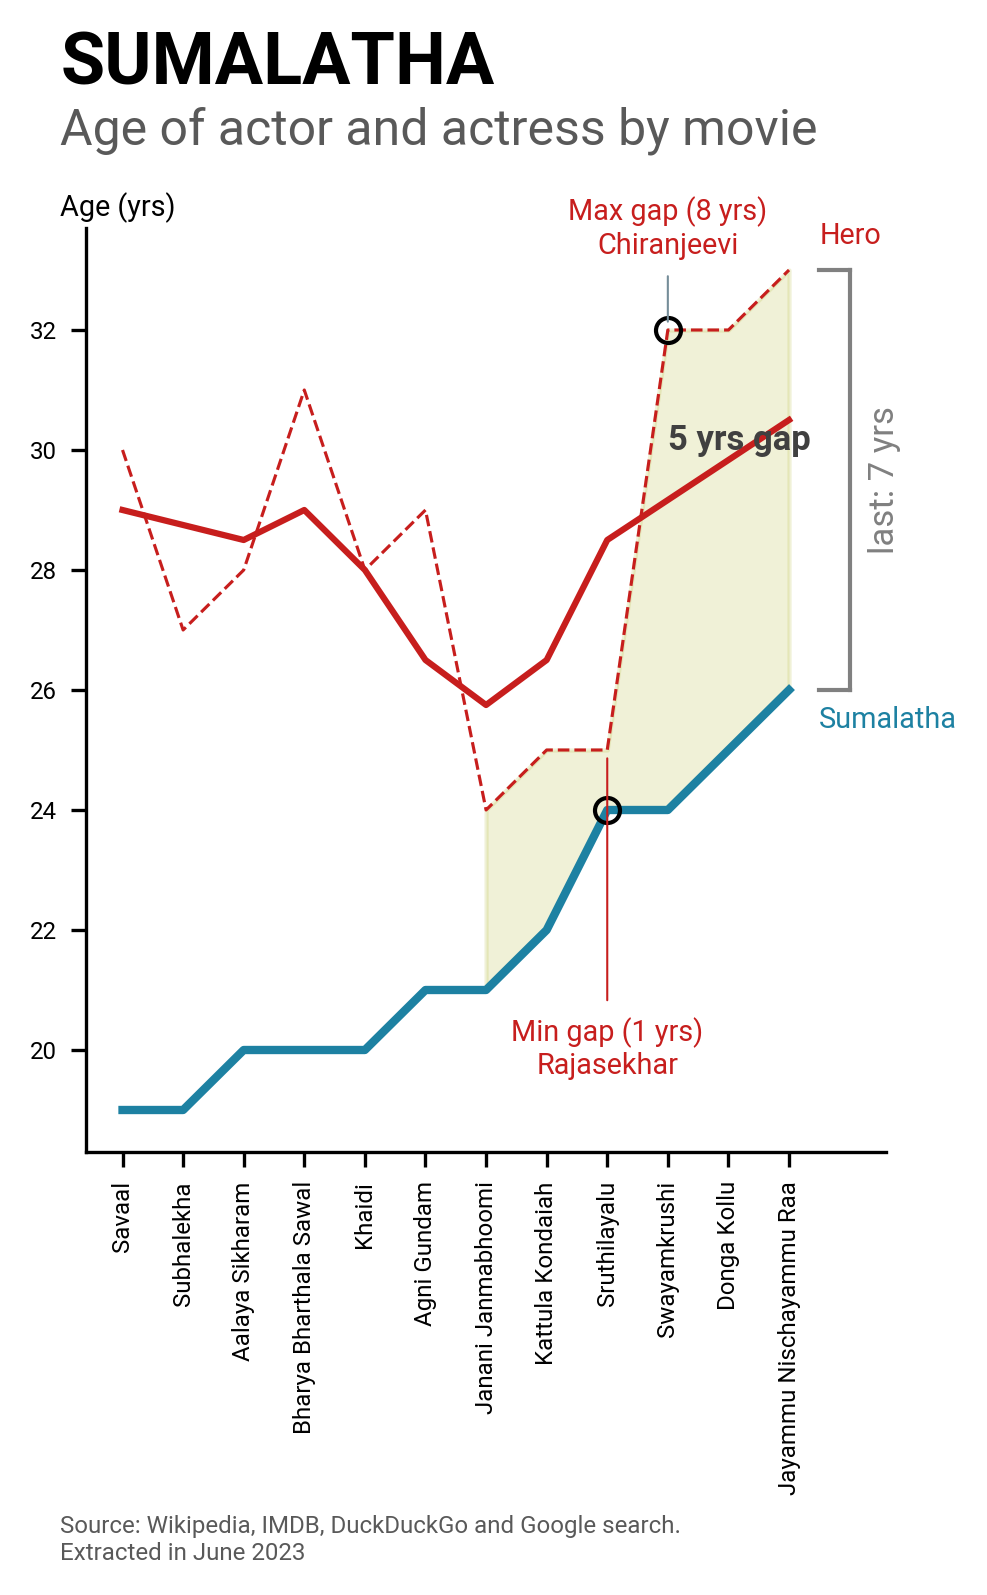 SUMALATHA
Age of actor and actress by movie
Age (yrs)
Max gap (8 yrs)
Chiranjeevi
Hero
32
30
28
26
24
22
20
5 yrs gap
last: 7 yrs
Sumalatha
Min gap (1 yrs)
Rajasekhar
Savaal
Subhalekha
Aalaya Sikharam
Bharya Bharthala Sawal
Khaidi
Agni Gundam
Janani Janmabhoomi
Kattula Kondaiah
Sruthilayalu
Swayamkrushi
Donga Kollu
Jayammu Nischayammu Raa
Source: Wikipedia, IMDB, DuckDuckGo and Google search.
Extracted in June 2023